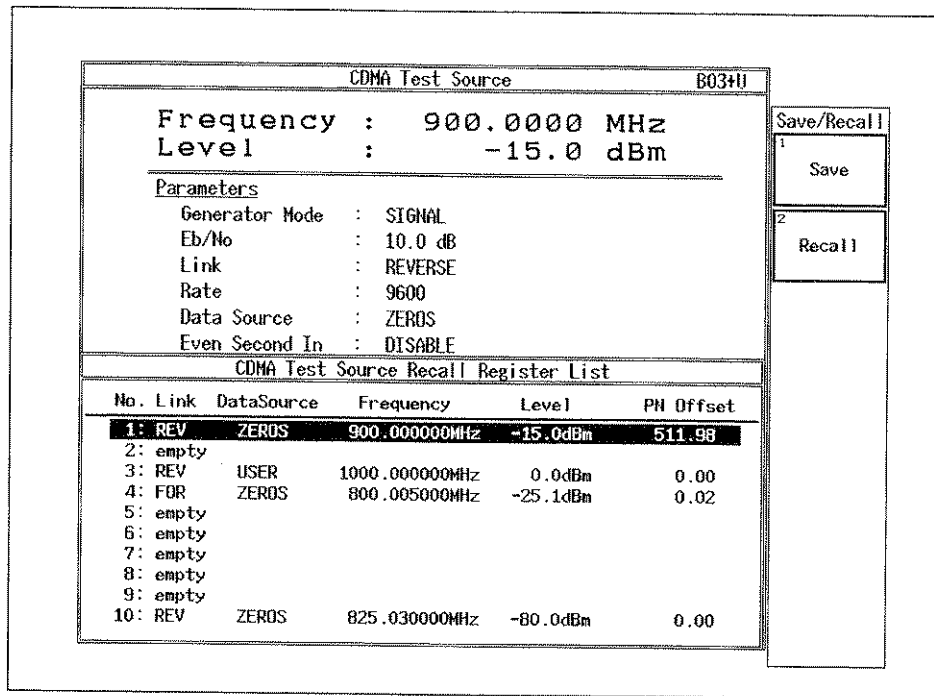 CDMA Test Source B03+U
Frequency : 900.0000 MHz
Level : -15.0 dBm
Parameters
Generator Mode : SIGNAL
Eb/No : 10.0 dB
Link : REVERSE
Rate : 9600
Data Source : ZEROS
Even Second In : DISABLE
CDMA Test Source Recall Register List
No. Link DataSource Frequency Level PN Offset
1: REV ZEROS 900.000000MHz -15.0dBm 511.98
2: empty
3: REV USER 1000.000000MHz 0.0dBm 0.00
4: FOR ZEROS 800.005000MHz -25.1dBm 0.02
5: empty
6: empty
7: empty
8: empty
9: empty
10: REV ZEROS 825.030000MHz -80.0dBm 0.00
Save/Recall
1
Save
2
Recall